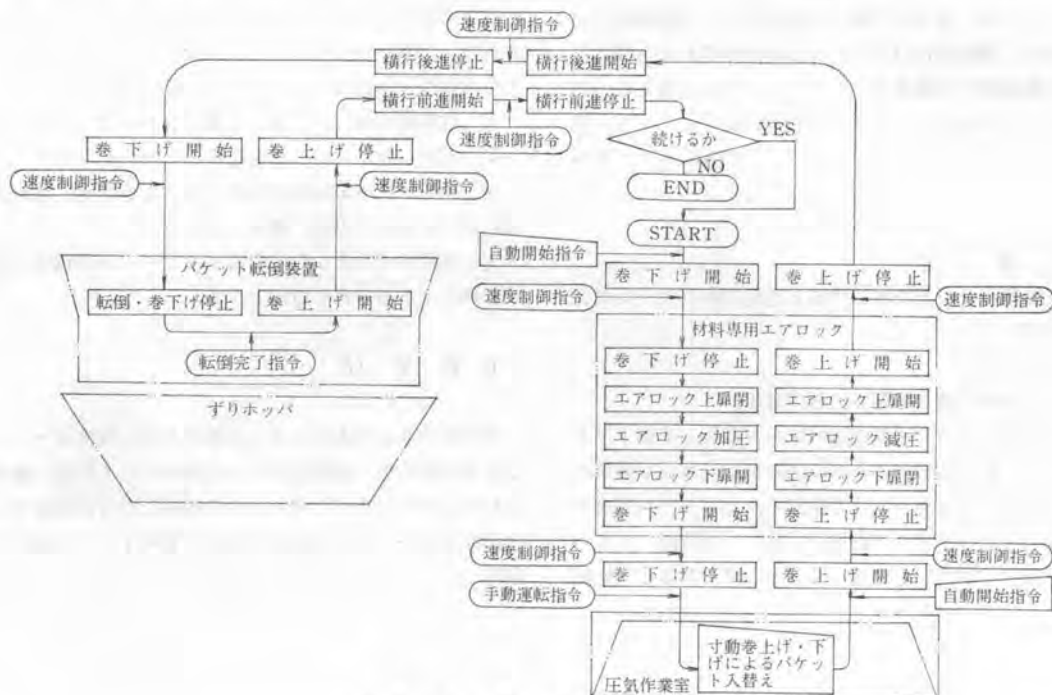 速度制御指令
横行後進停止
横行後進開始
横行前進開始
横行前進停止
速度制御指令
続けるか
YES
NO
END
START
巻下げ開始
巻上げ停止
速度制御指令
速度制御指令
自動開始指令
巻下げ開始
巻上げ停止
速度制御指令
速度制御指令
バケット転倒装置
転倒・巻下げ停止
巻上げ開始
転倒完了指令
ずりホッパ
材料専用エアロック
巻下げ停止
巻上げ開始
エアロック上扉閉
エアロック上扉開
エアロック加圧
エアロック減圧
エアロック下扉開
エアロック下扉閉
巻下げ開始
巻上げ停止
速度制御指令
速度制御指令
巻下げ停止
巻上げ開始
手動運転指令
自動開始指令
寸動巻上げ・下
げによるバケッ
ト入替え
圧気作業室